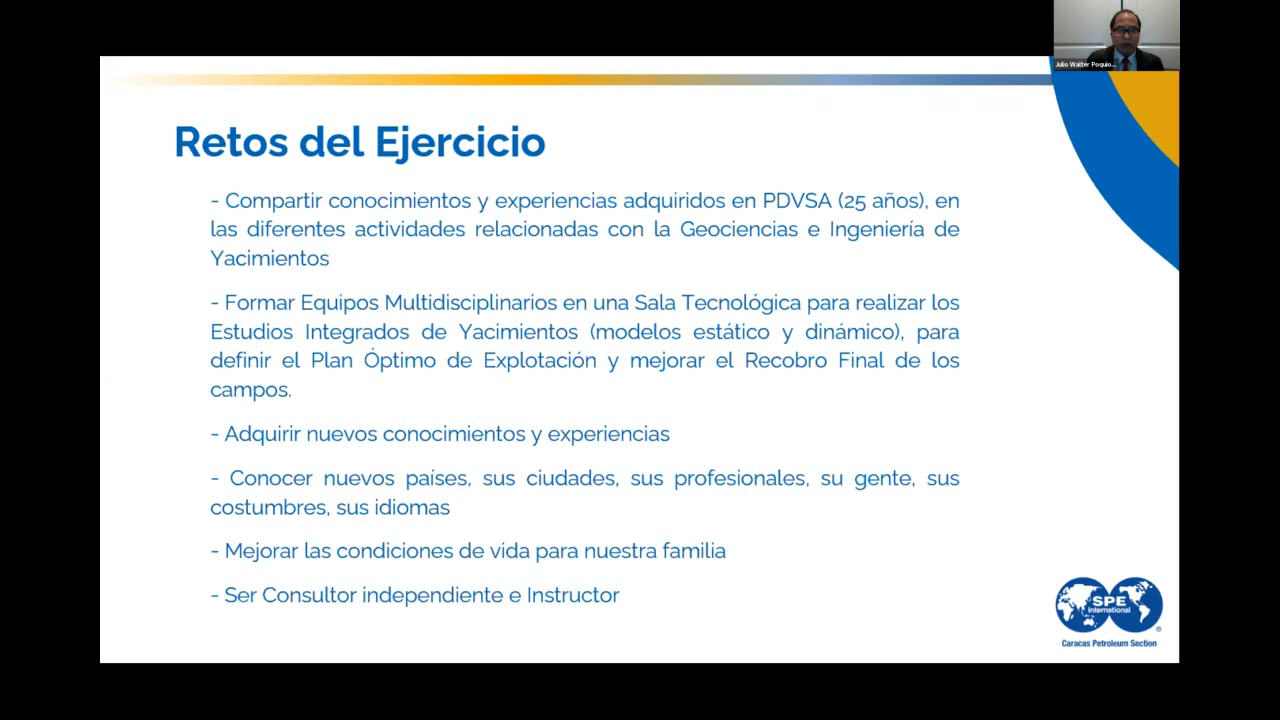 Julio Walter Poquio...
Retos del Ejercicio
- Compartir conocimientos y experiencias adquiridos en PDVSA (25 años), en
las diferentes actividades relacionadas con la Geociencias e Ingeniería de
Yacimientos
- Formar Equipos Multidisciplinarios en una Sala Tecnológica para realizar los
Estudios Integrados de Yacimientos (modelos estático y dinámico), para
definir el Plan Óptimo de Explotación y mejorar el Recobro Final de los
campos.
- Adquirir nuevos conocimientos y experiencias
- Conocer nuevos países, sus ciudades, sus profesionales, su gente, sus
costumbres, sus idiomas
- Mejorar las condiciones de vida para nuestra familia
- Ser Consultor independiente e Instructor
SPE
International
®
Caracas Petroleum Section